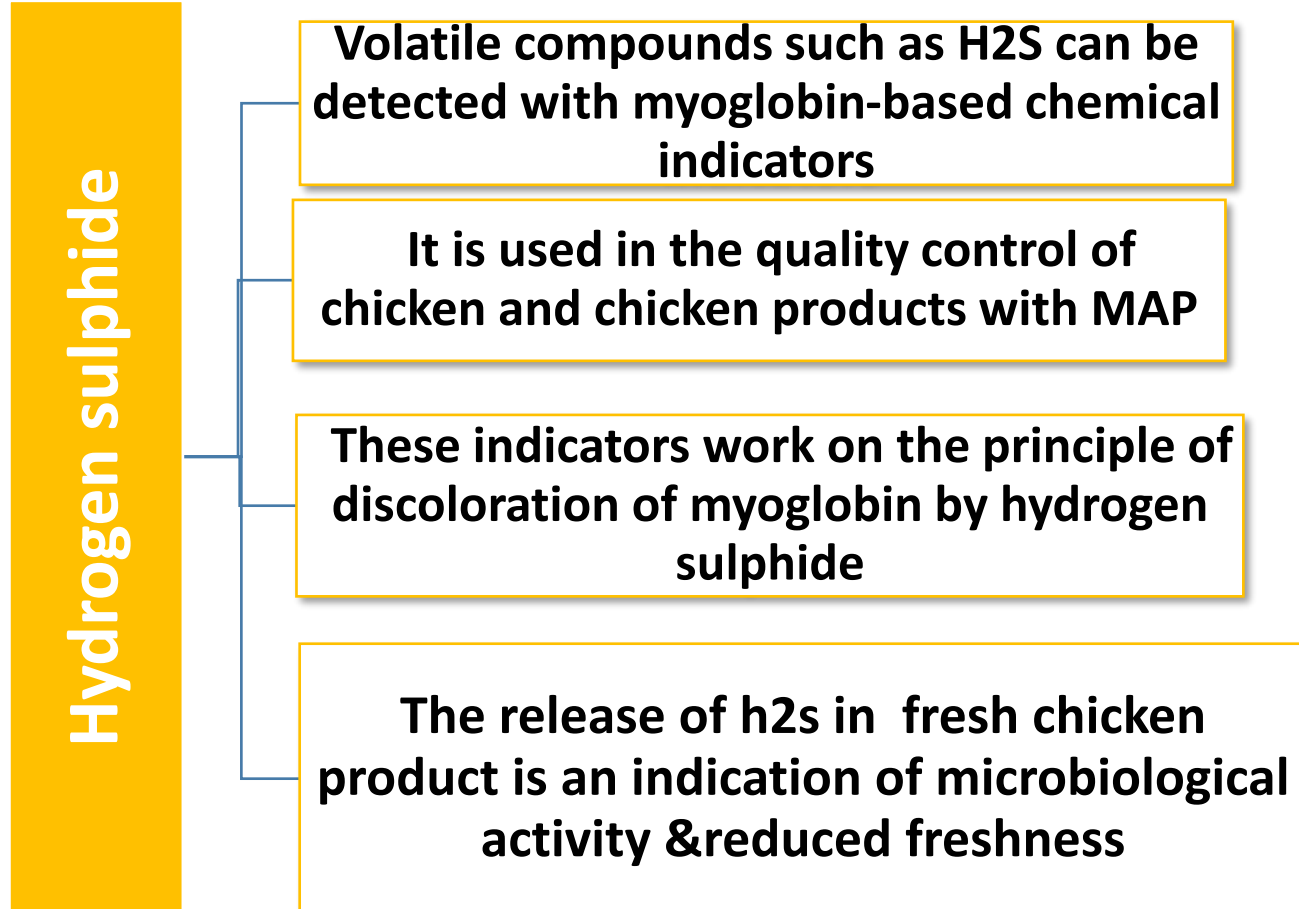 Hydrogen sulphide
Volatile compounds such as H2S can be
detected with myoglobin-based chemical
indicators
It is used in the quality control of
chicken and chicken products with MAP
These indicators work on the principle of
discoloration of myoglobin by hydrogen
sulphide
The release of h2s in  fresh chicken
product is an indication of microbiological
activity &reduced freshness